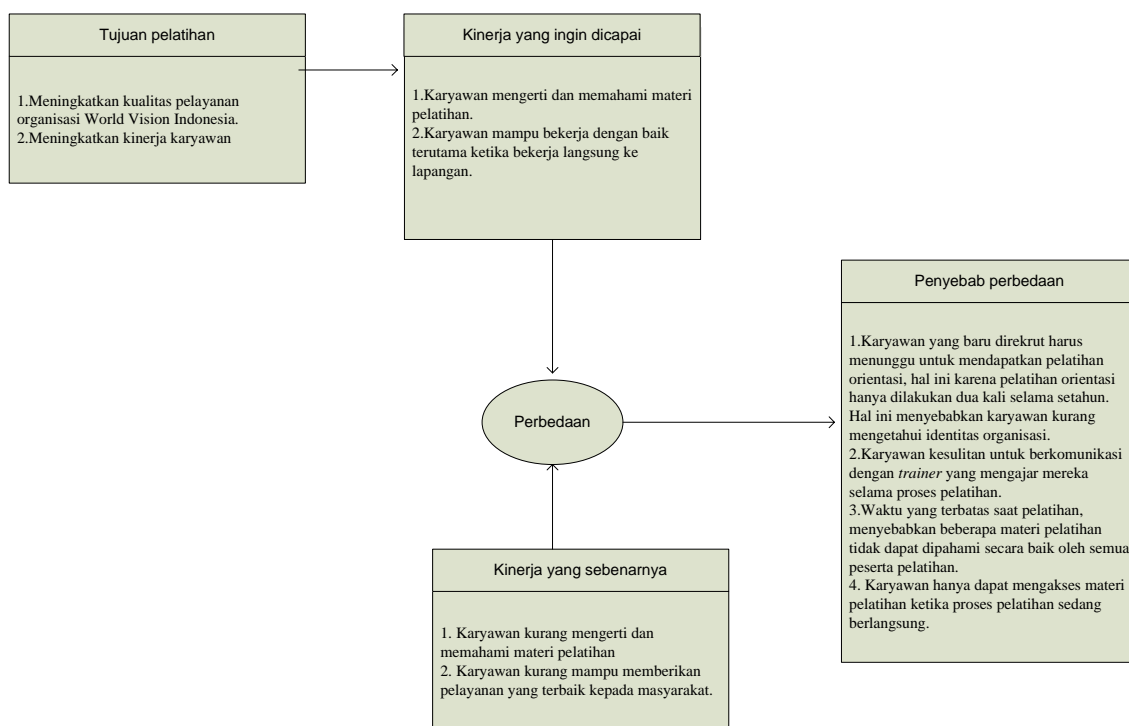 Tujuan pelatihan
1.Meningkatkan kualitas pelayanan
organisasi World Vision Indonesia.
2.Meningkatkan kinerja karyawan
Kinerja yang ingin dicapai
1.Karyawan mengerti dan memahami materi
pelatihan.
2.Karyawan mampu bekerja dengan baik
terutama ketika bekerja langsung ke
lapangan.
Perbedaan
Penyebab perbedaan
1.Karyawan yang baru direkrut harus
menunggu untuk mendapatkan pelatihan
orientasi, hal ini karena pelatihan orientasi
hanya dilakukan dua kali selama setahun.
Hal ini menyebabkan karyawan kurang
mengetahui identitas organisasi.
2.Karyawan kesulitan untuk berkomunikasi
dengan trainer yang mengajar mereka
selama proses pelatihan.
3.Waktu yang terbatas saat pelatihan,
menyebabkan beberapa materi pelatihan
tidak dapat dipahami secara baik oleh semua
peserta pelatihan.
4. Karyawan hanya dapat mengakses materi
pelatihan ketika proses pelatihan sedang
berlangsung.
Kinerja yang sebenarnya
1. Karyawan kurang mengerti dan
memahami materi pelatihan
2. Karyawan kurang mampu memberikan
pelayanan yang terbaik kepada masyarakat.